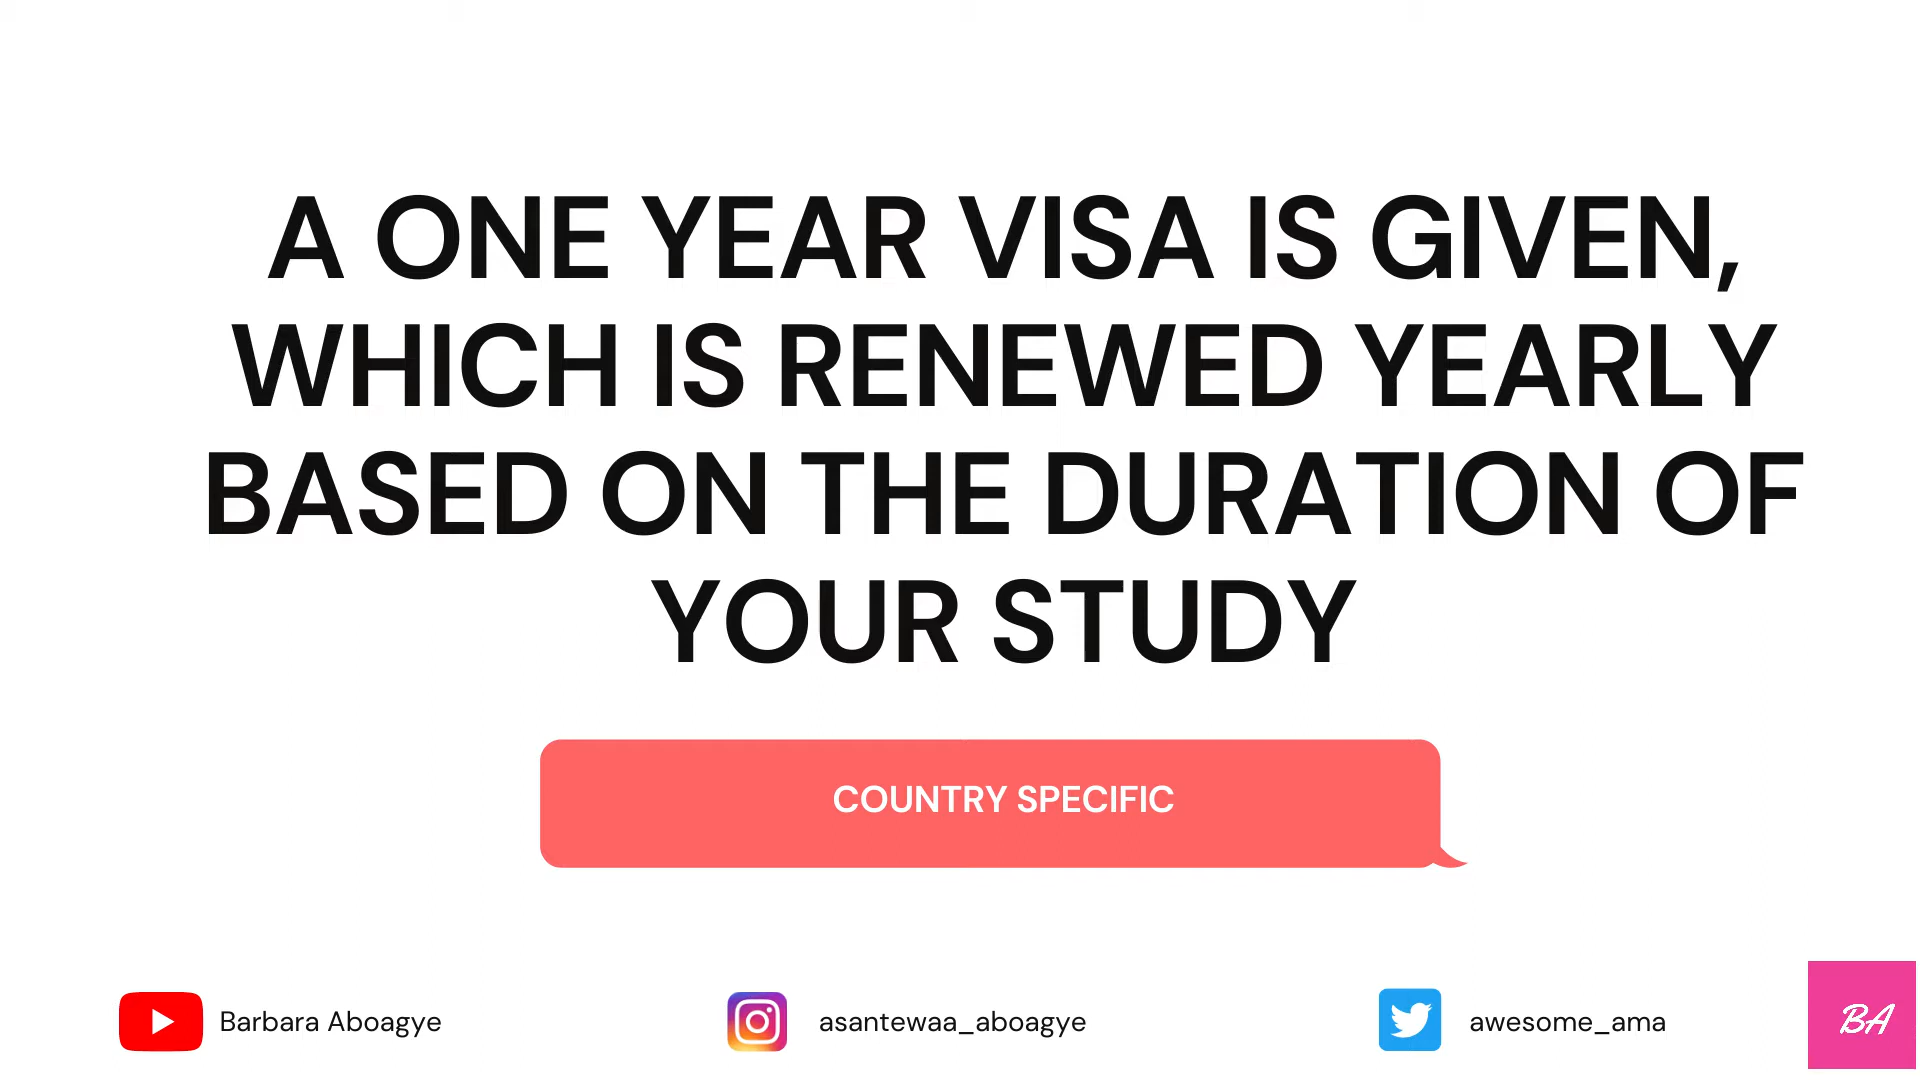 A ONE YEAR VISA IS GIVEN,
WHICH IS RENEWED YEARLY
BASED ON THE DURATION OF
YOUR STUDY
COUNTRY SPECIFIC
Barbara Aboagye
asantewaa_aboagye
awesome_ama
BA